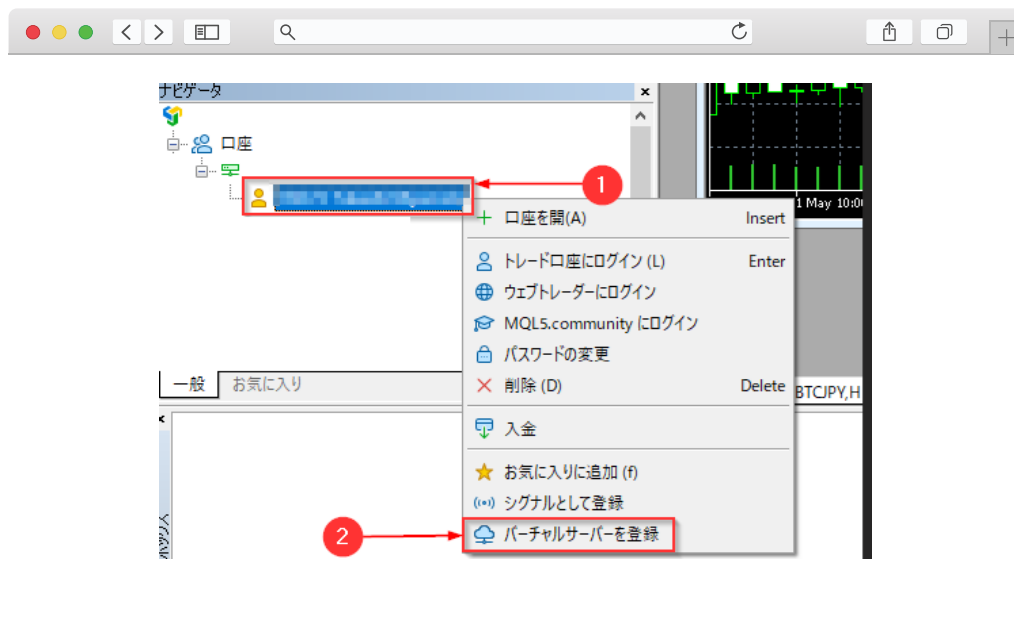 ナビゲータ
口座
1
口座を開(A) Insert
トレード口座にログイン (L) Enter
ウェブトレーダーにログイン
MQL5.community にログイン
パスワードの変更
削除 (D) Delete
入金
お気に入りに追加 (f)
シグナルとして登録
2
バーチャルサーバーを登録
一般
お気に入り
1 May 10:0
BTCJPY,H